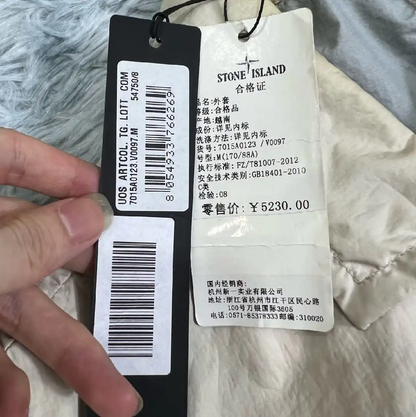 UOS ARTCOL. TG. LOTT. COM
7015A0123.V0097.M
54750/8
8 054933 766269
STONE ISLAND
合格证
品名:外套
等级:合格品
产地:越南
成份:详见内标
洗涤方法:详见内标
货号:7015A0123 /V0097
型号:M(170/88A)
执行标准:FZ/T81007-2012
安全技术类别:GB18401-2010
C类
检验:08
零售价:￥5230.00
国内经销商:
杭州新一实业有限公司
地址:浙江省杭州市江干区民心路
100号万银国际3605
电话:0571-85378333 邮编:310020